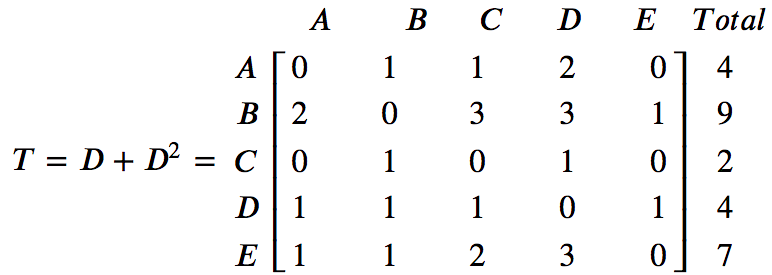 A B C D E Total
A 0 1 1 2 0 4
B 2 0 3 3 1 9
T = D + D² = C 0 1 0 1 0 2
D 1 1 1 0 1 4
E 1 1 2 3 0 7